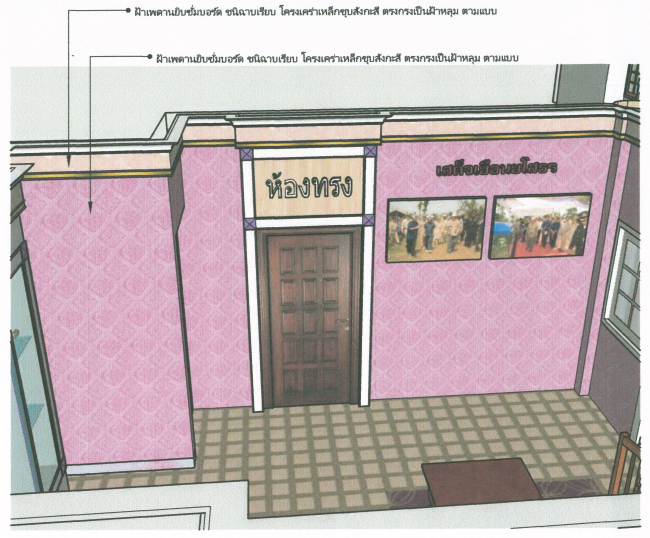 ฝ้าเพดานยิบซั่มบอร์ด ชนิฉาบเรียบ โครงเคร่าเหล็กชุบสังกะสี ตรงกรงเป็นฝ้าหลุม ตามแบบ
ฝ้าเพดานยิบซั่มบอร์ด ชนิฉาบเรียบ โครงเคร่าเหล็กชุบสังกะสี ตรงกรงเป็นฝ้าหลุม ตามแบบ
เสด็จเยือนยโสธร
ห้องทรง